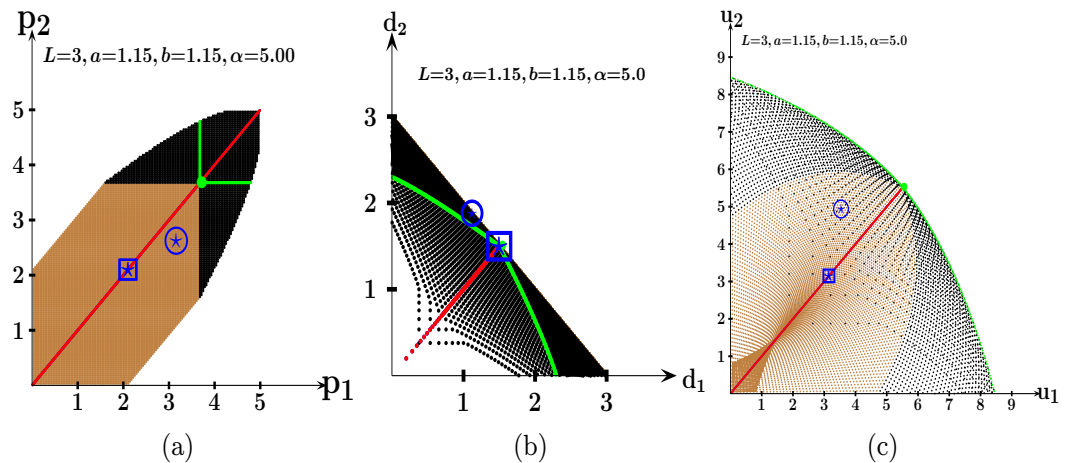 p2
L=3, a=1.15, b=1.15, α=5.00
5
4
3
2
1
1 2 3 4 5
p1
(a)
d2
L=3, a=1.15, b=1.15, α=5.0
3
2
1
1 2 3
d1
(b)
u2
L=3, a=1.15, b=1.15, α=5.0
9
8
7
6
5
4
3
2
1
1 2 3 4 5 6 7 8 9
u1
(c)